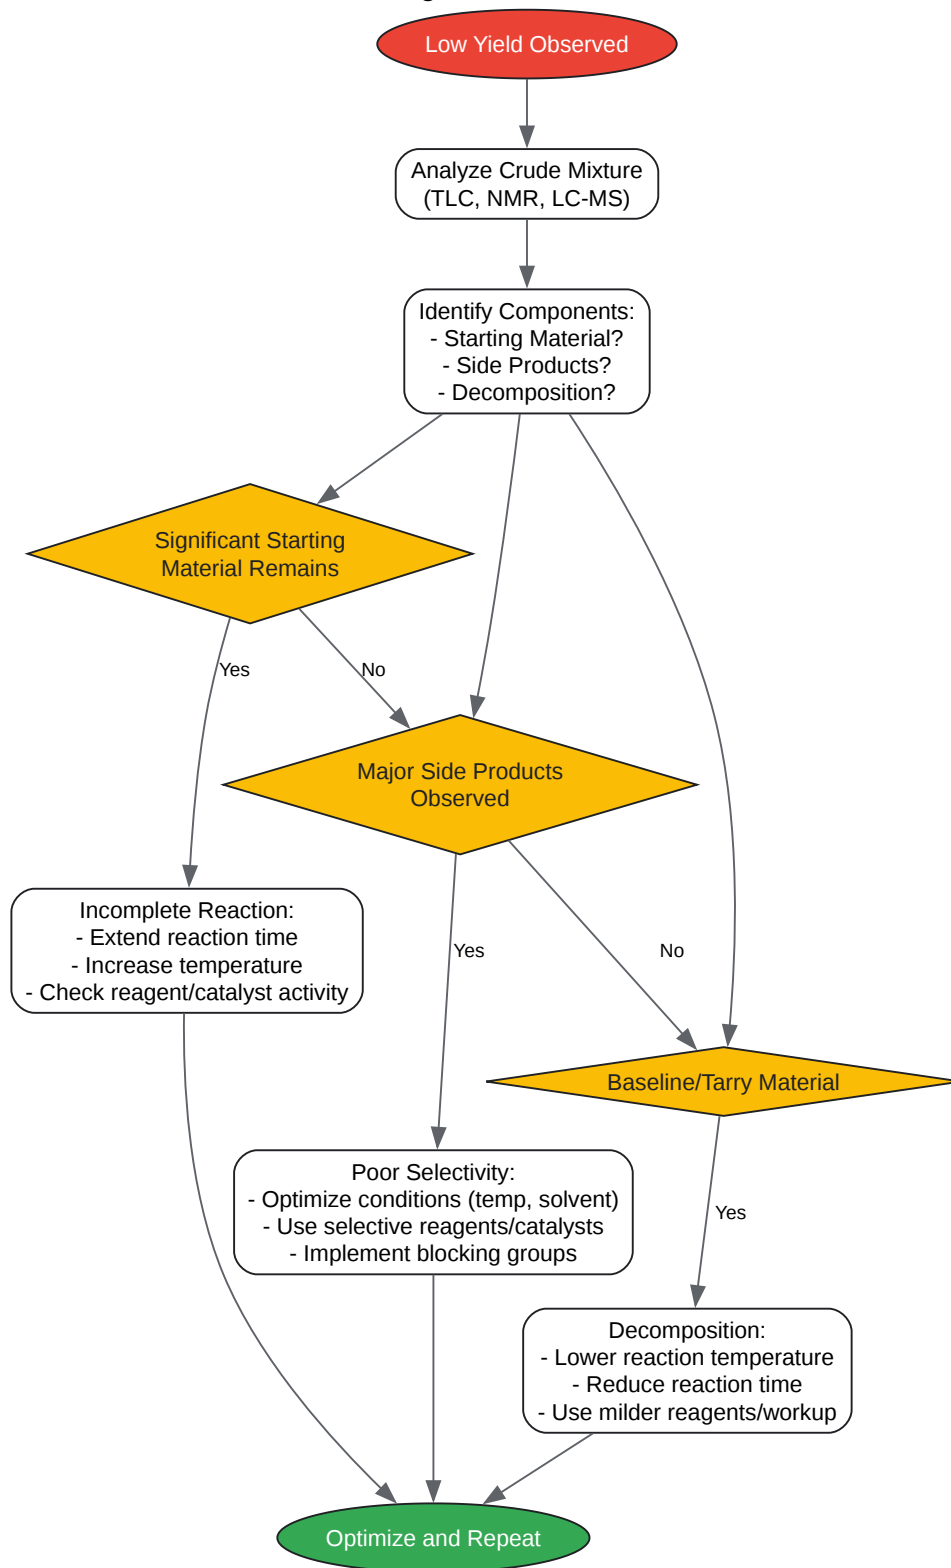 Low Yield Observed
Analyze Crude Mixture
(TLC, NMR, LC-MS)
Identify Components:
- Starting Material?
- Side Products?
- Decomposition?
Significant Starting
Material Remains
Yes
No
Major Side Products
Observed
Incomplete Reaction:
- Extend reaction time
- Increase temperature
- Check reagent/catalyst activity
Yes
No
Baseline/Tarry Material
Poor Selectivity:
- Optimize conditions (temp, solvent)
- Use selective reagents/catalysts
- Implement blocking groups
Yes
Decomposition:
- Lower reaction temperature
- Reduce reaction time
- Use milder reagents/workup
Optimize and Repeat